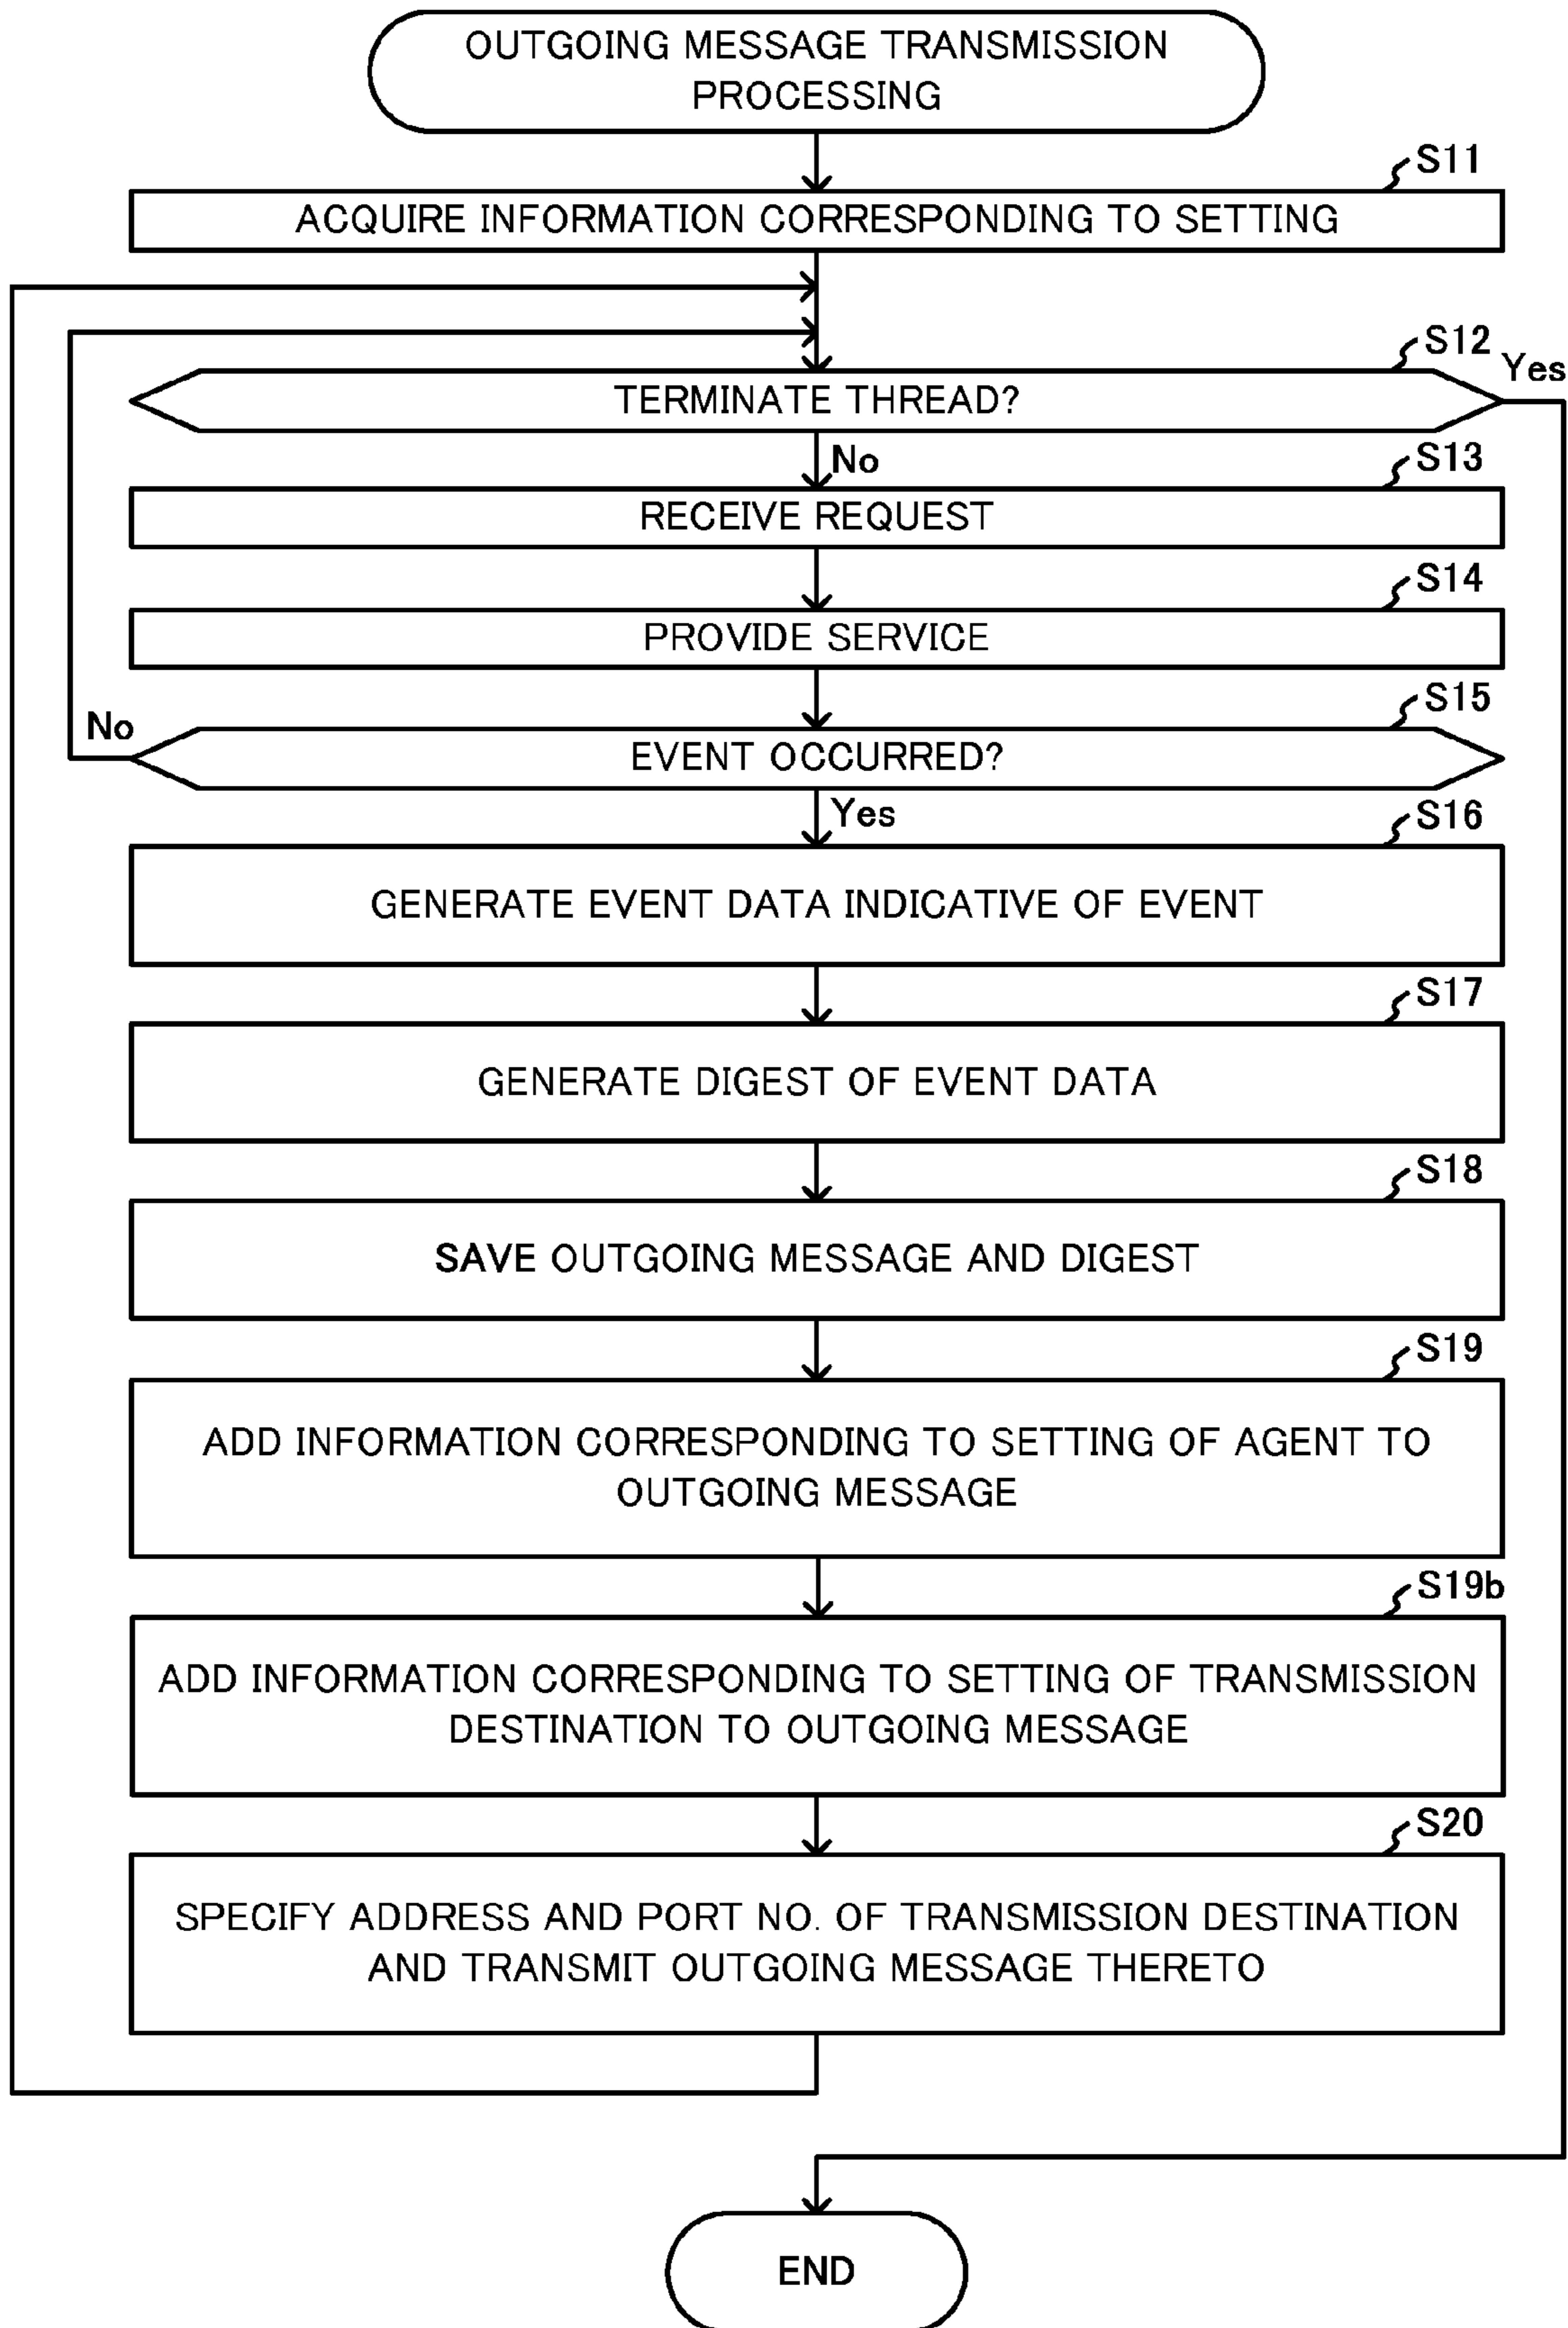 OUTGOING MESSAGE TRANSMISSION
PROCESSING
S11
ACQUIRE INFORMATION CORRESPONDING TO SETTING
S12
Yes
TERMINATE THREAD?
No
S13
RECEIVE REQUEST
S14
PROVIDE SERVICE
S15
No
EVENT OCCURRED?
Yes
S16
GENERATE EVENT DATA INDICATIVE OF EVENT
S17
GENERATE DIGEST OF EVENT DATA
S18
SAVE OUTGOING MESSAGE AND DIGEST
S19
ADD INFORMATION CORRESPONDING TO SETTING OF AGENT TO
OUTGOING MESSAGE
S19b
ADD INFORMATION CORRESPONDING TO SETTING OF TRANSMISSION
DESTINATION TO OUTGOING MESSAGE
S20
SPECIFY ADDRESS AND PORT NO. OF TRANSMISSION DESTINATION
AND TRANSMIT OUTGOING MESSAGE THERETO
END